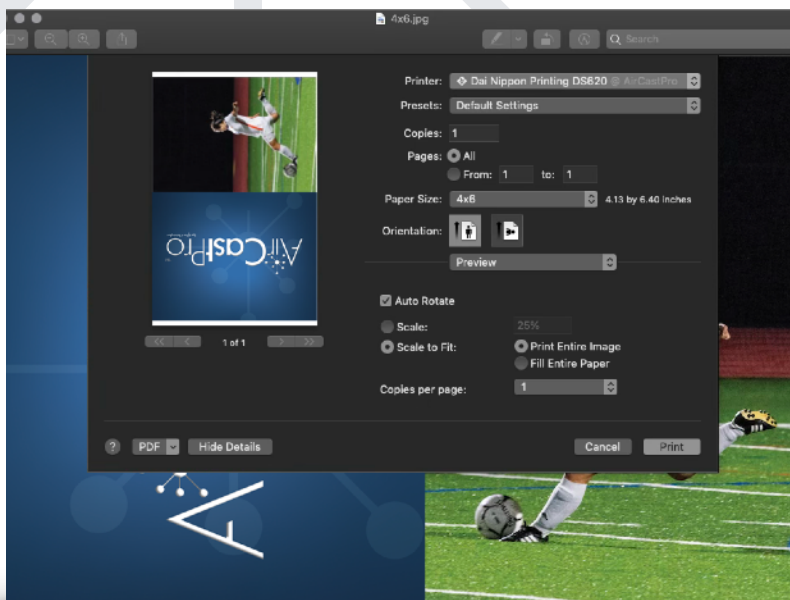 4x6.jpg
Search
Printer: Dai Nippon Printing DS620 @ AirCastPro
Presets: Default Settings
Copies: 1
Pages: All
From: 1 to: 1
Paper Size: 4x6 4.13 by 6.40 inches
Orientation:
Preview
Auto Rotate
Scale: 25%
Scale to Fit: Print Entire Image
Fill Entire Paper
Copies per page: 1
AirCastPro
1 of 1
? PDF Hide Details Cancel Print
A